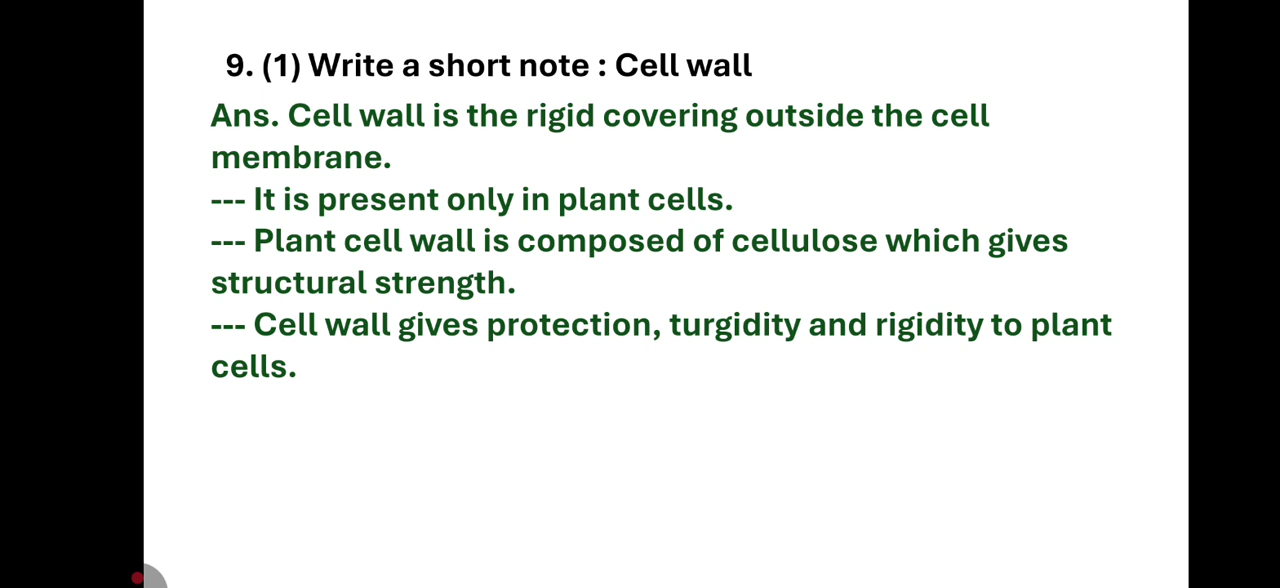 9. (1) Write a short note : Cell wall
Ans. Cell wall is the rigid covering outside the cell
membrane.
--- It is present only in plant cells.
--- Plant cell wall is composed of cellulose which gives
structural strength.
--- Cell wall gives protection, turgidity and rigidity to plant
cells.